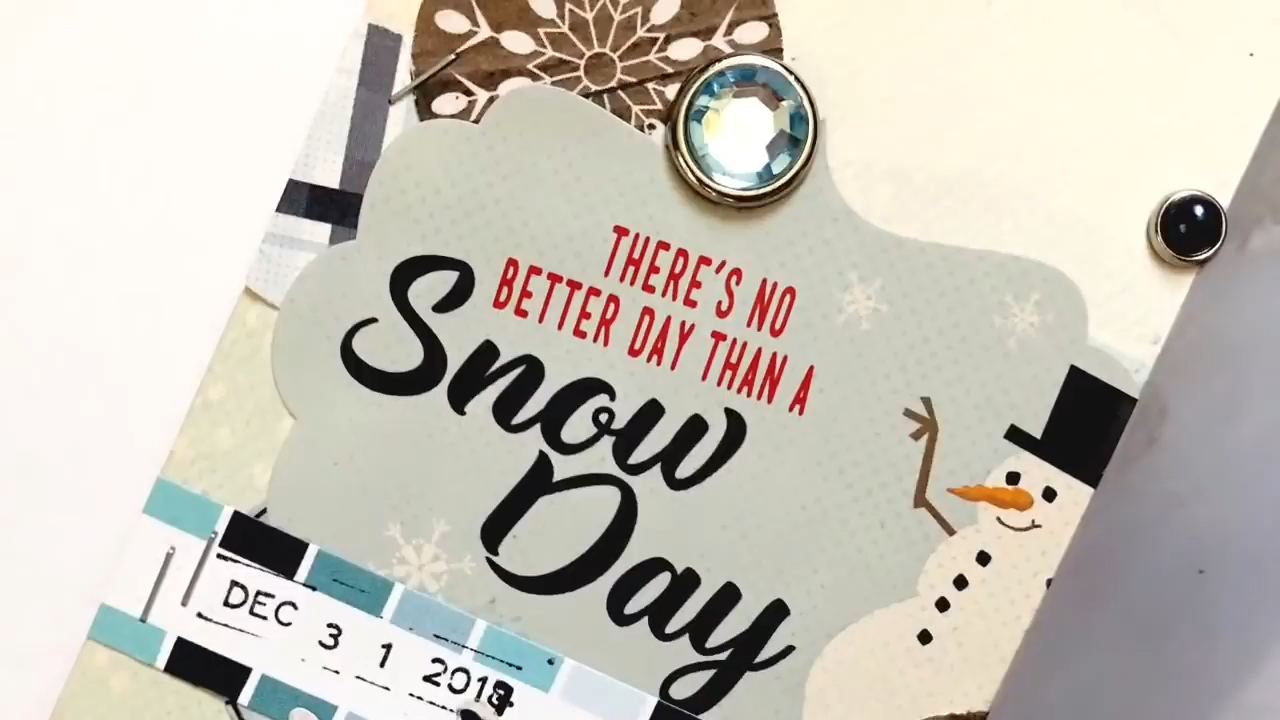 THERE'S NO
BETTER DAY THAN A
Snow
Day
DEC 3 1 2018